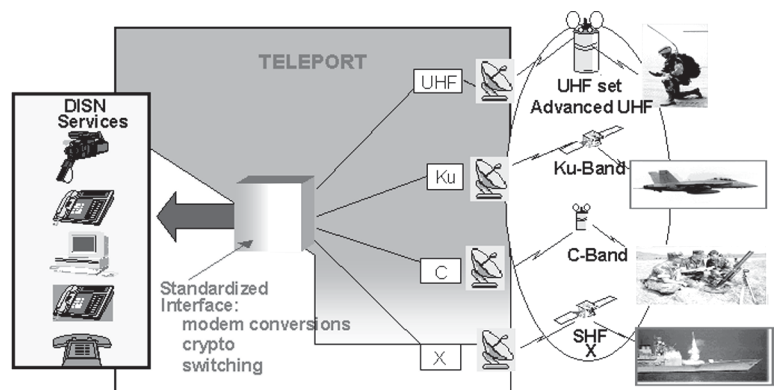 TELEPORT
DISN
Services
UHF
Ku
C
X
Standardized
Interface:
modem conversions
crypto
switching
UHF set
Advanced UHF
Ku-Band
C-Band
SHF
X